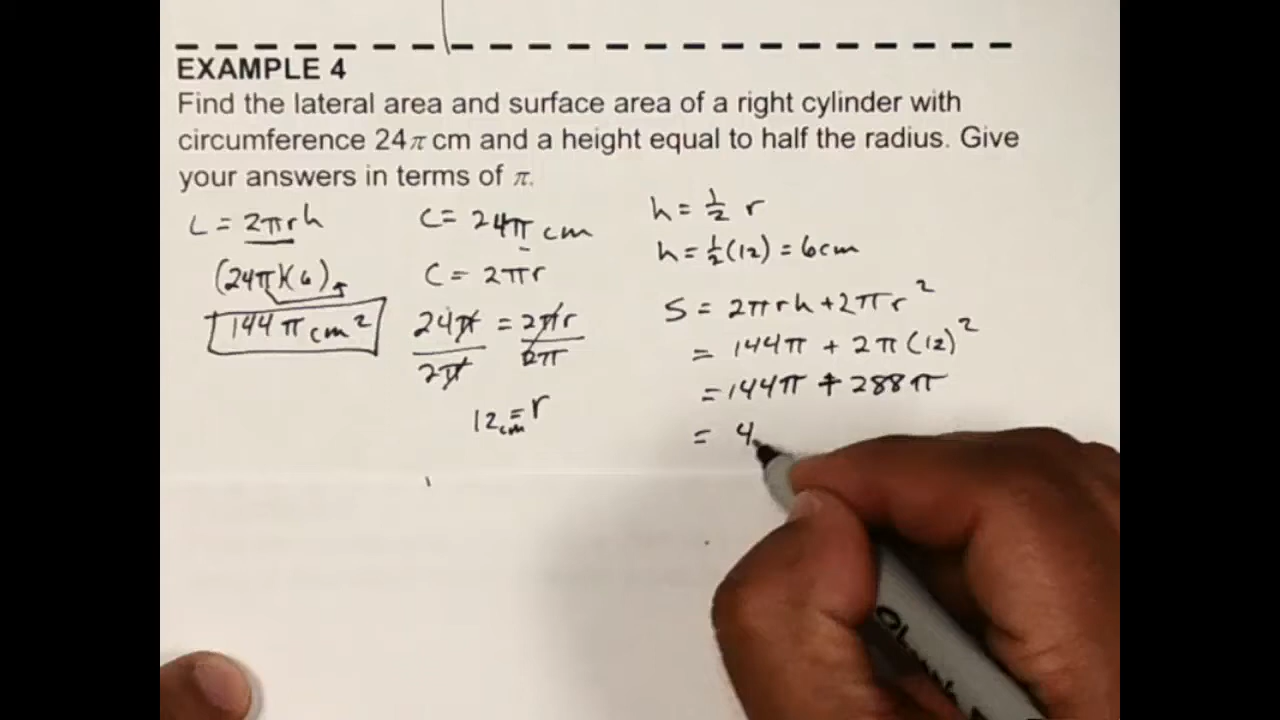 EXAMPLE 4
Find the lateral area and surface area of a right cylinder with
circumference 24π cm and a height equal to half the radius. Give
your answers in terms of π.
L = 2πrh
(24π)(6)
144π cm²
C = 24π cm
C = 2πr
24π/2π = 2πr/2π
12cm = r
h = ½ r
h = ½(12) = 6cm
S = 2πrh + 2πr²
= 144π + 2π(12)²
= 144π + 288π
= 4